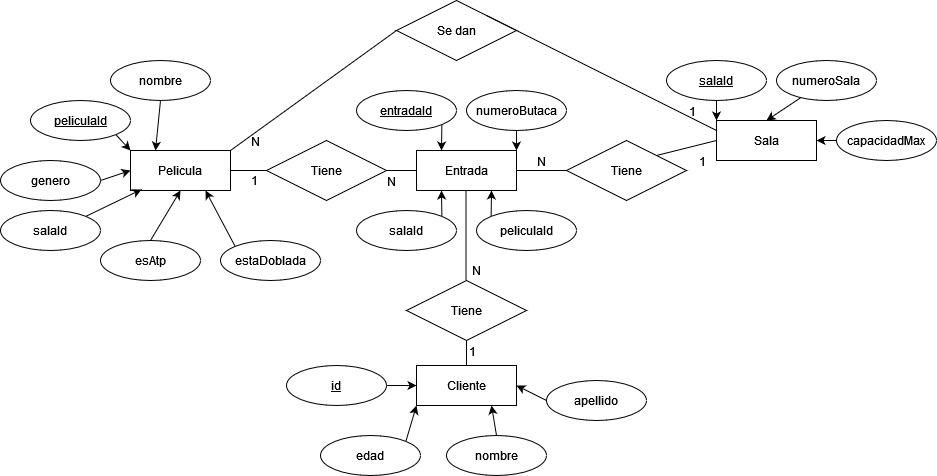 Se dan
nombre
salaId
numeroSala
peliculaId
entradaId
numeroButaca
1
N
Sala
capacidadMax
Pelicula
1
Tiene
N
Entrada
N
Tiene
1
genero
salaId
salaId
peliculaId
esAtp
estaDoblada
N
Tiene
1
id
Cliente
apellido
edad
nombre